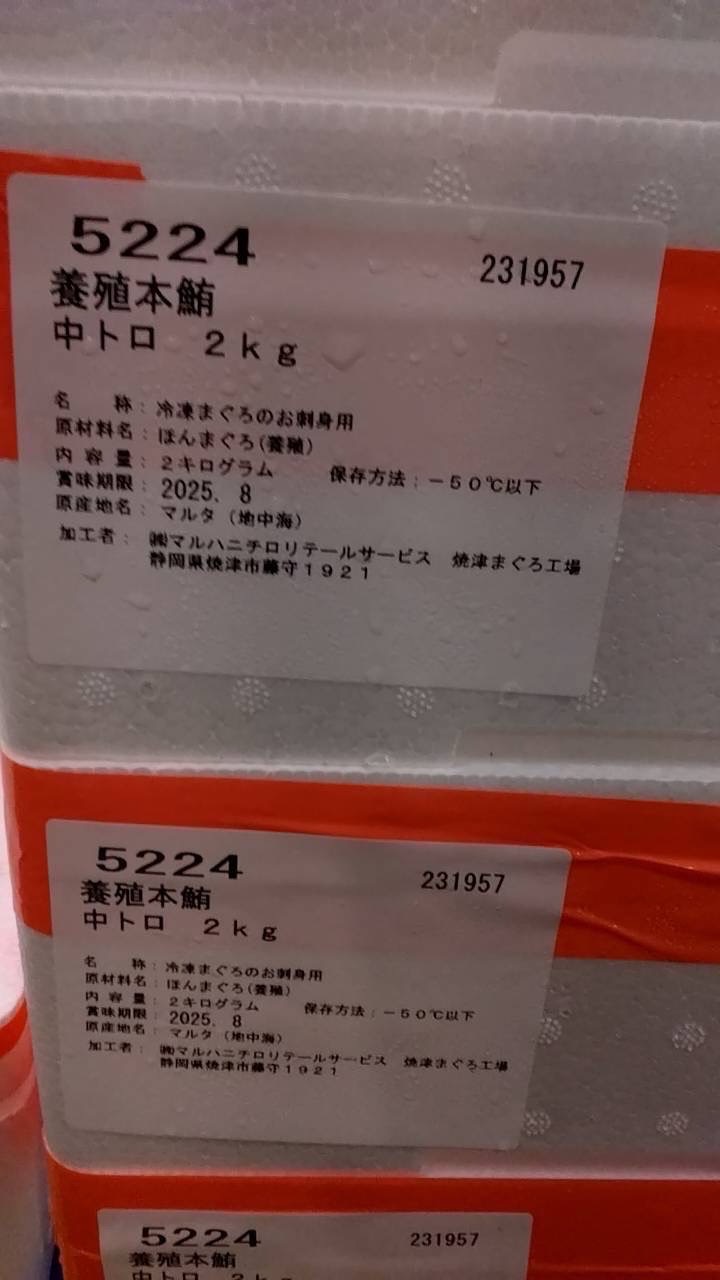 5224
231957
養殖本鮪
中トロ 2kg
名 称：冷凍まぐろのお刺身用
原材料名：ほんまぐろ(養殖)
内 容 量：2キログラム 保存方法：－50℃以下
賞味期限：2025. 8
原産地名：マルタ（地中海）
加工者：㈱マルハニチロリテールサービス 焼津まぐろ工場
静岡県焼津市藤守1921
5224
231957
養殖本鮪
中トロ 2kg
名 称：冷凍まぐろのお刺身用
原材料名：ほんまぐろ(養殖)
内 容 量：2キログラム 保存方法：－50℃以下
賞味期限：2025. 8
原産地名：マルタ（地中海）
加工者：㈱マルハニチロリテールサービス 焼津まぐろ工場
静岡県焼津市藤守1921
5224
231957
養殖本鮪
中トロ 2kg